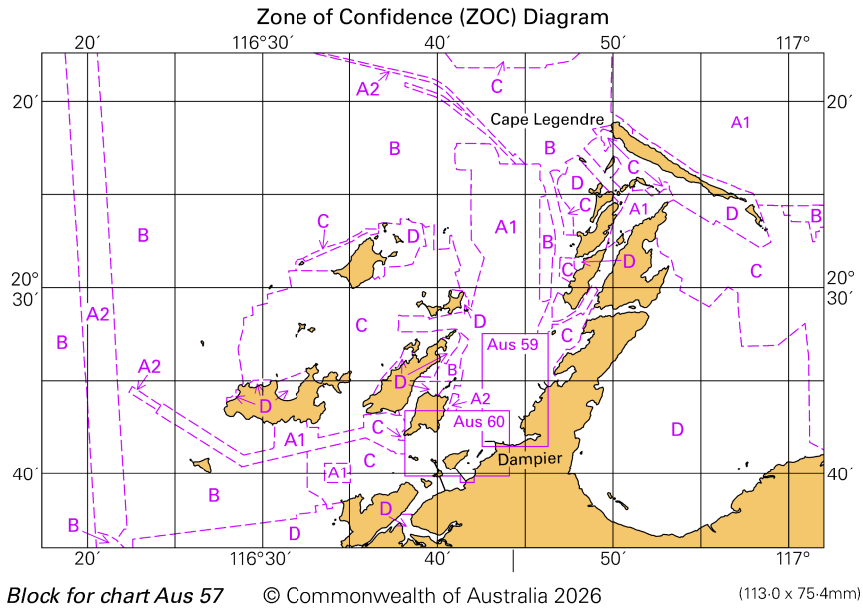 Zone of Confidence (ZOC) Diagram
20´ 116°30´ 40´ 50´ 117°
A2 C
20´ 20´
Cape Legendre A1
B B
C
D
C A1 D B
C D A1
B B
C D C
20°
30´
20°
30´
C D
A2
B C
Aus 59
A2 B
D
A2
D
Aus 60
A1 C D
C Dampier
40´ A1 40´
B
D
B D
20´ 116°30´ 40´ 50´ 117°
Block for chart Aus 57 © Commonwealth of Australia 2026 (113·0 x 75·4mm)